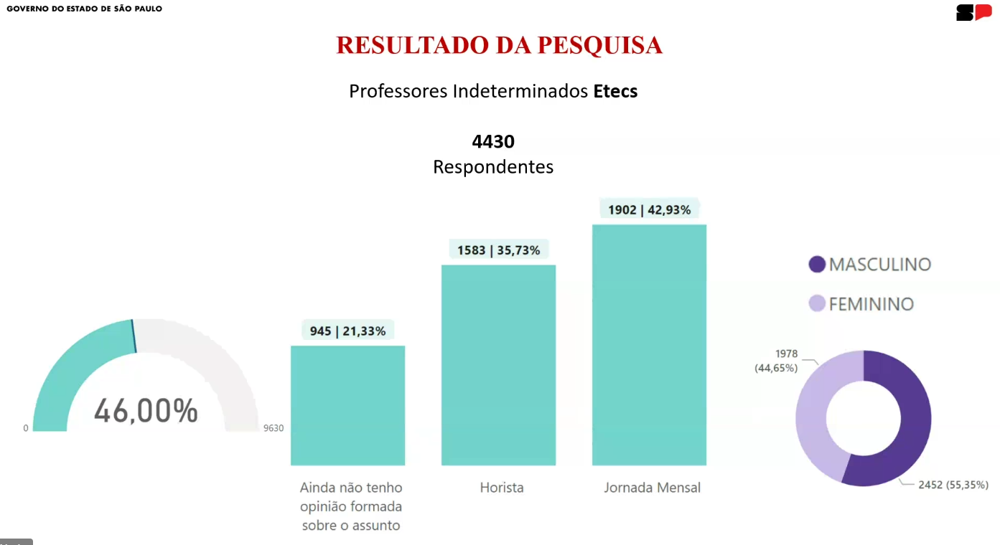 GOVERNO DO ESTADO DE SÃO PAULO
SP
RESULTADO DA PESQUISA
Professores Indeterminados Etecs
4430
Respondentes
46,00%
0
9630
945 | 21,33%
1583 | 35,73%
1902 | 42,93%
Ainda não tenho
opinião formada
sobre o assunto
Horista
Jornada Mensal
MASCULINO
FEMININO
1978
(44,65%)
2452 (55,35%)